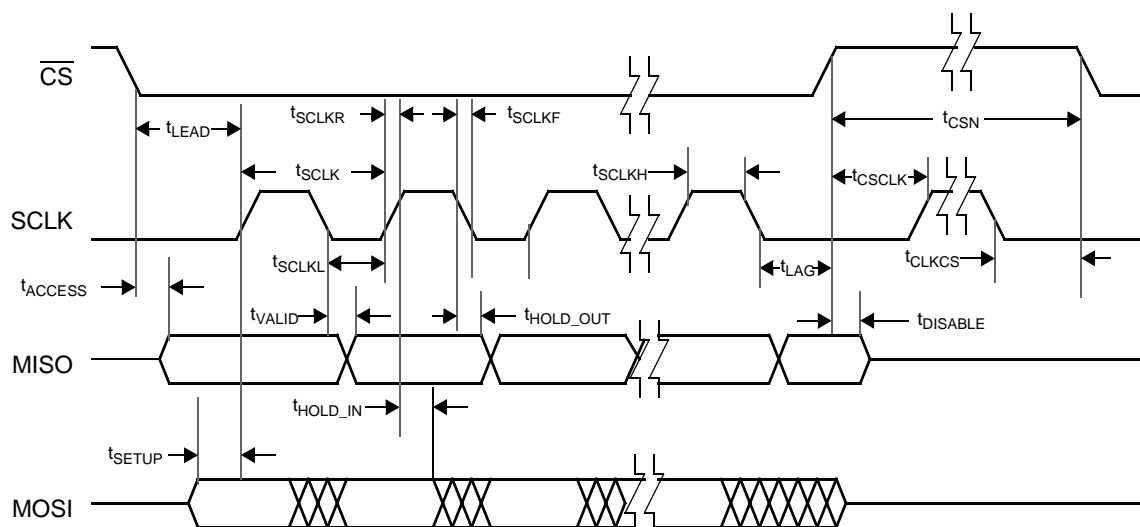 CS
tSCLKR
tSCLKF
tLEAD
tCSN
tSCLK
tSCLKH
tCSCLK
SCLK
tSCLKL
tLAG
tCLKCS
tACCESS
tVALID
tHOLD_OUT
tDISABLE
MISO
tHOLD_IN
tSETUP
MOSI